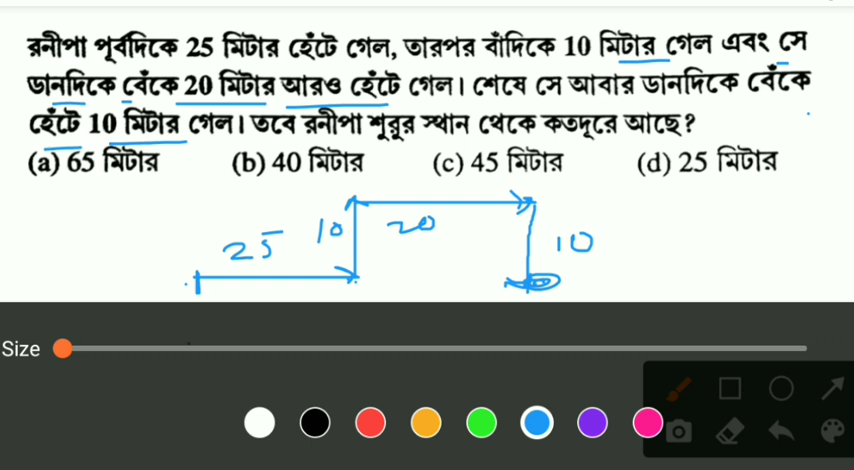 রনীপা পূর্বদিকে 25 মিটার হেঁটে গেল, তারপর বাঁদিকে 10 মিটার গেল এবং সে
ডানদিকে বেঁকে 20 মিটার আরও হেঁটে গেল। শেষে সে আবার ডানদিকে বেঁকে
হেঁটে 10 মিটার গেল। তবে রনীপা শুরুর স্থান থেকে কতদূরে আছে?
(a) 65 মিটার (b) 40 মিটার (c) 45 মিটার (d) 25 মিটার
25 10 20 10
Size